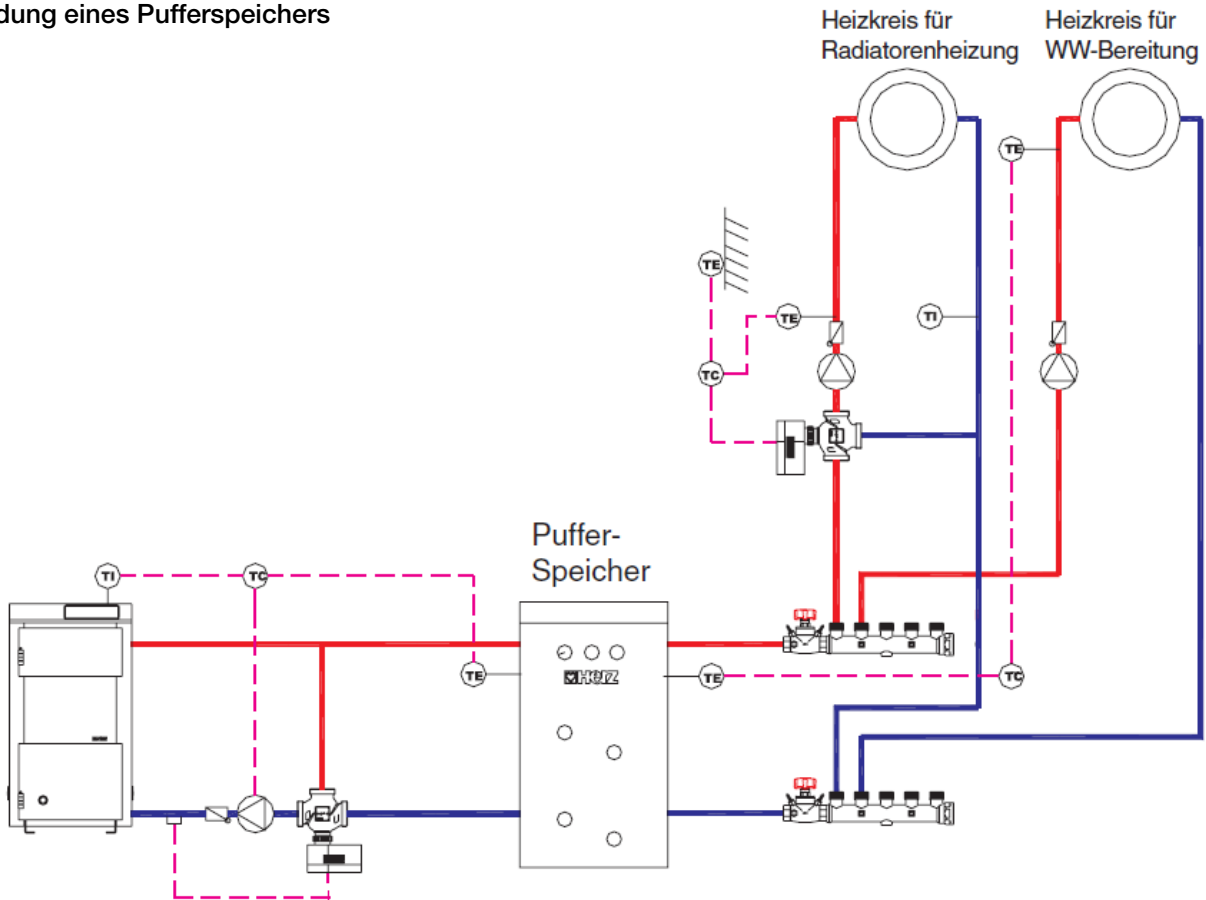 dung eines Pufferspeichers
Heizkreis für
Radiatorenheizung
Heizkreis für
WW-Bereitung
TE
TE
TE
TI
TC
Puffer-
Speicher
TI
TC
TE
HERZ
TE
TC